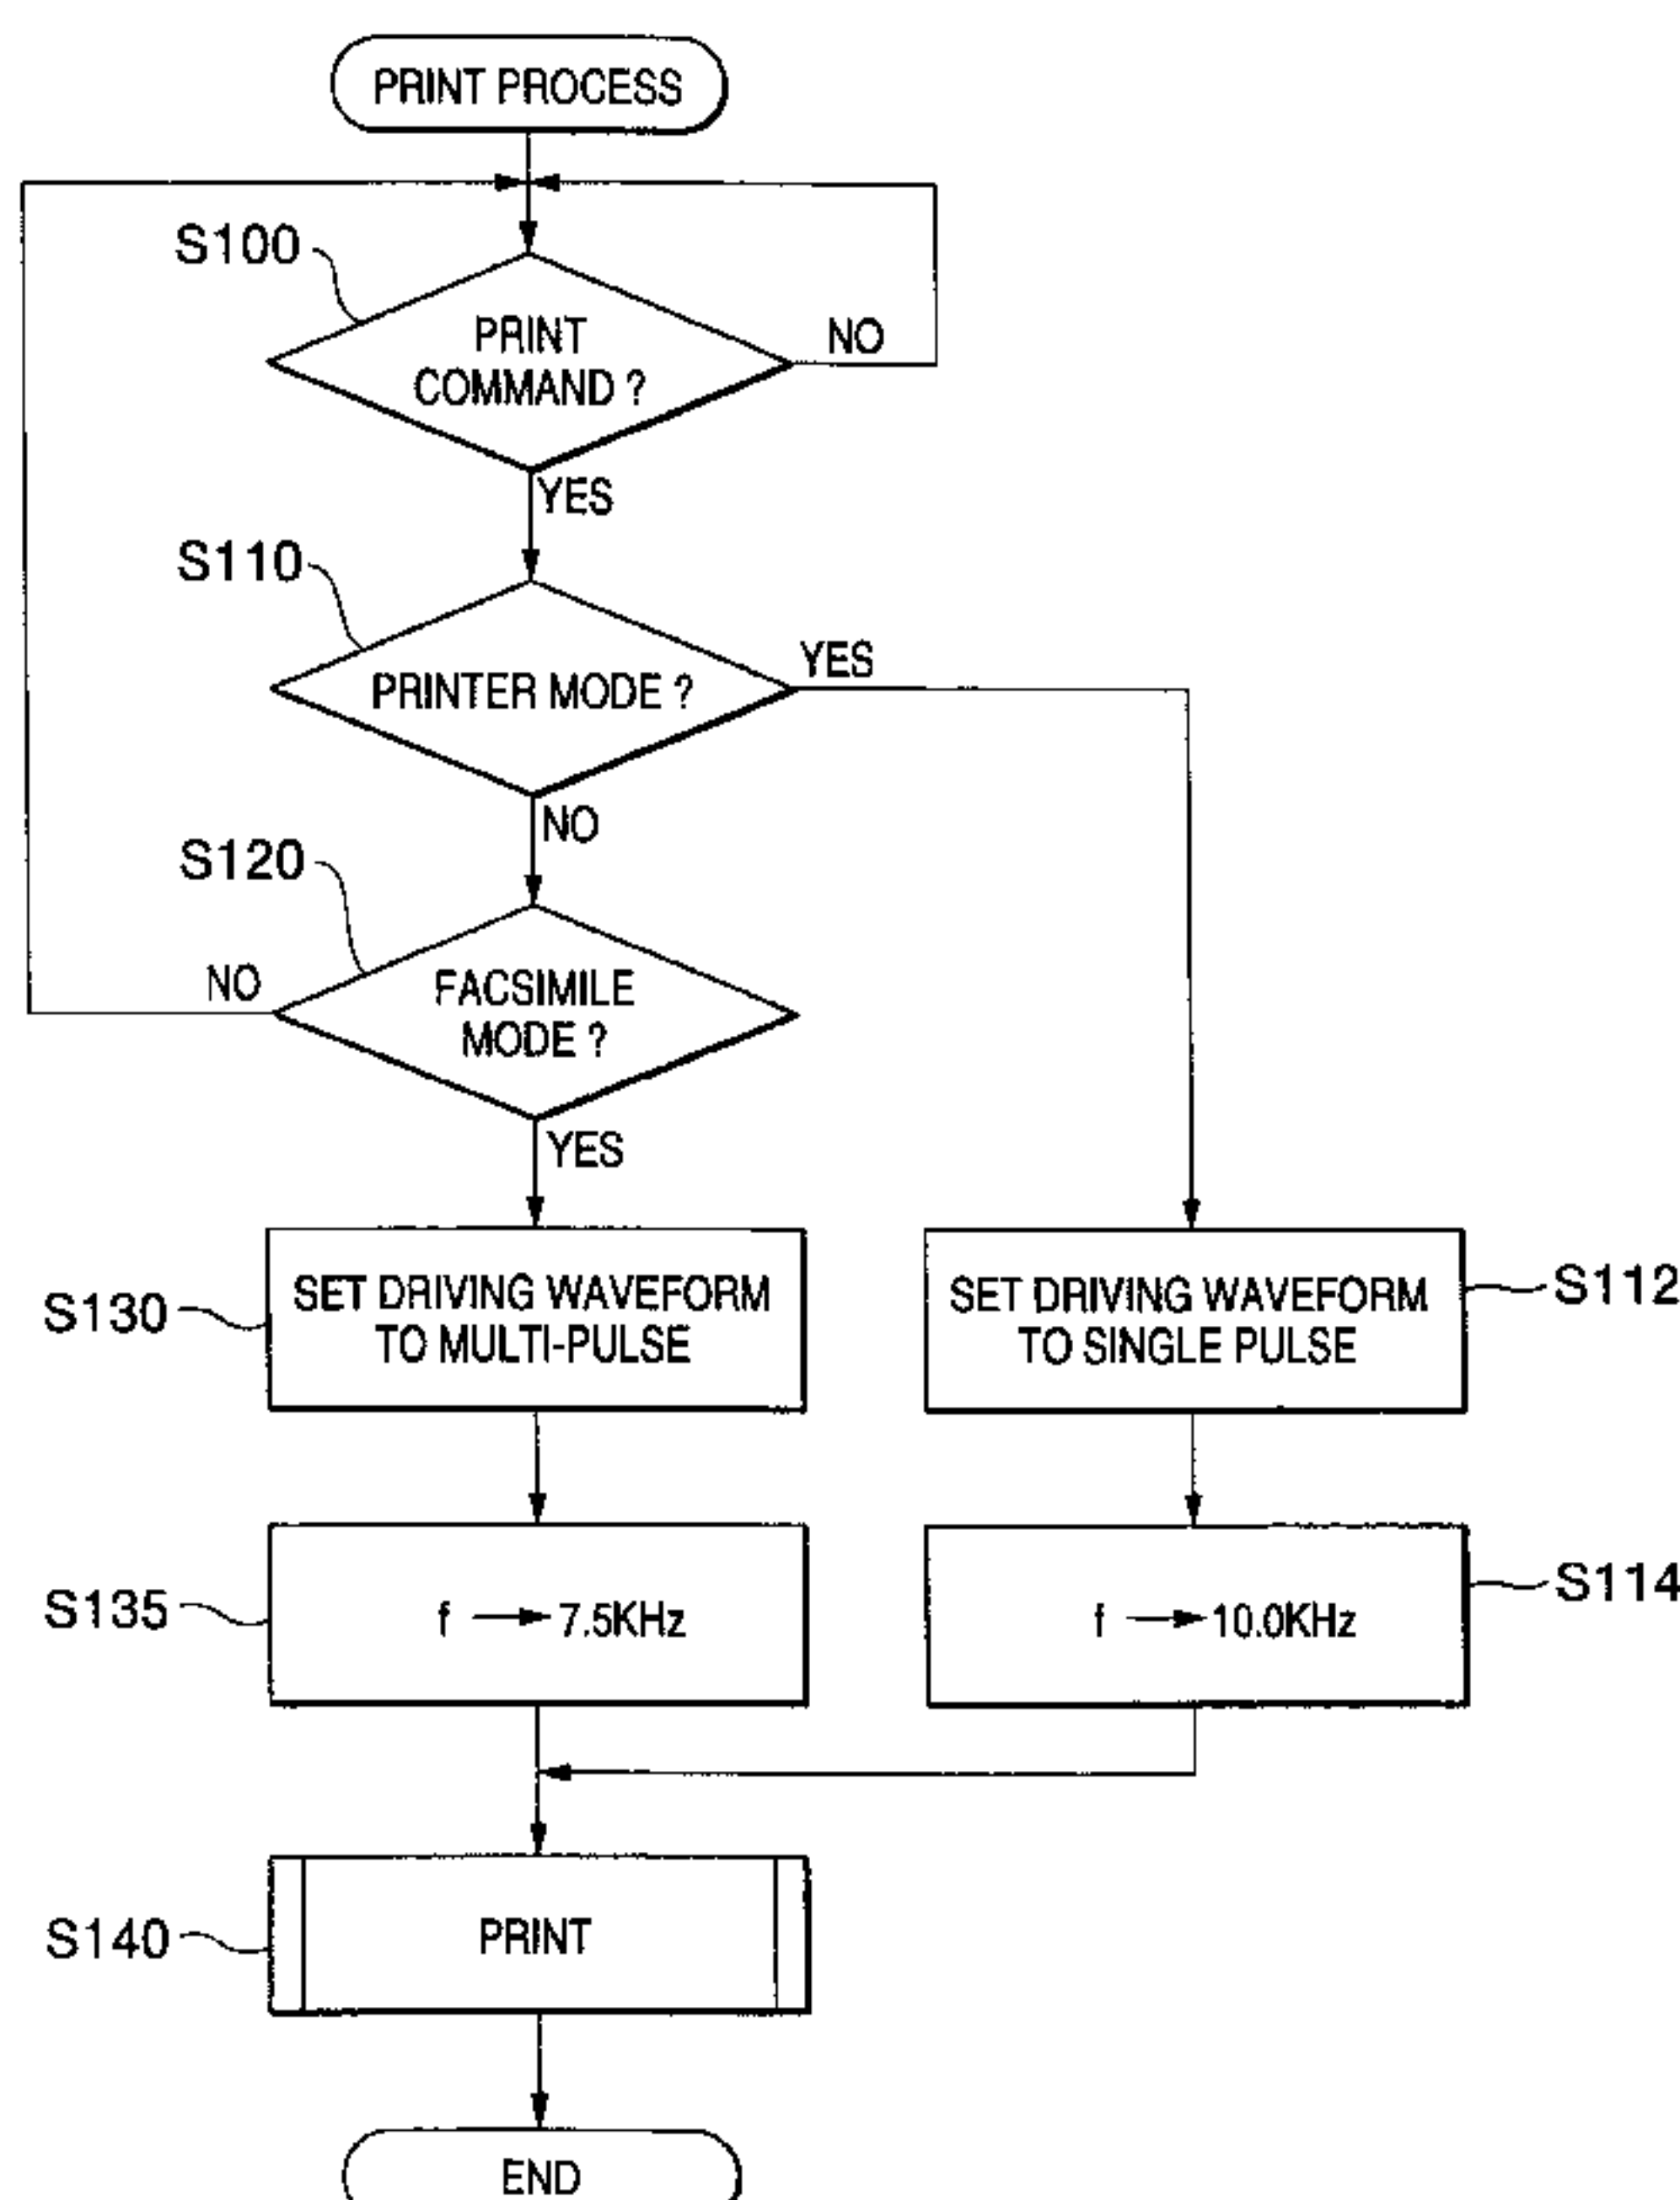 PRINT PROCESS
S100
PRINT
COMMAND ?
NO
YES
S110
PRINTER MODE ?
YES
NO
S120
FACSIMILE
MODE ?
NO
YES
S130
SET DRIVING WAVEFORM
TO MULTI-PULSE
SET DRIVING WAVEFORM
TO SINGLE PULSE
S112
S135
f → 7.5KHz
f → 10.0KHz
S114
S140
PRINT
END